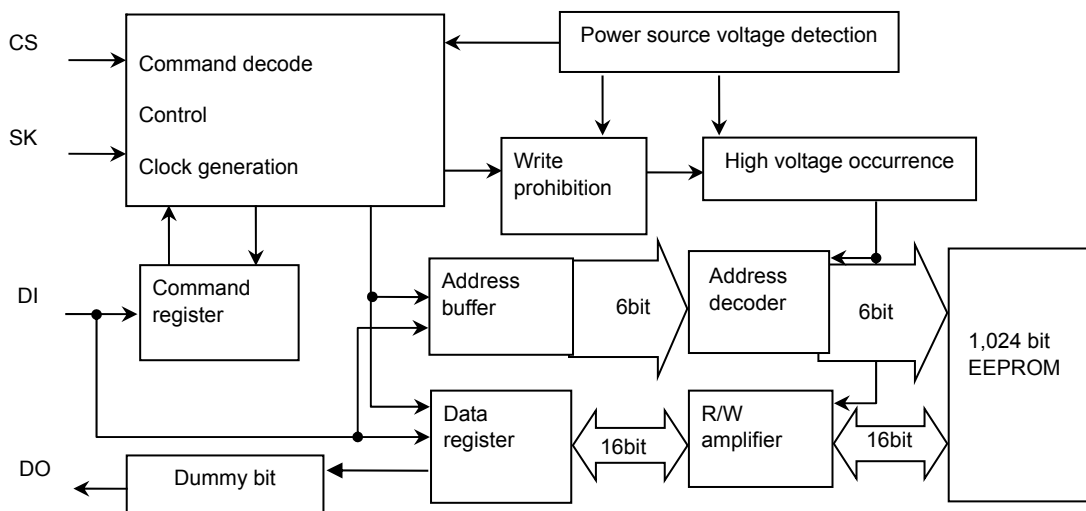 CS
Command decode
Control
Clock generation
Power source voltage detection
SK
Write
prohibition
High voltage occurrence
DI
Command
register
Address
buffer
6bit
Address
decoder
6bit
1,024 bit
EEPROM
Data
register
16bit
R/W
amplifier
16bit
DO
Dummy bit